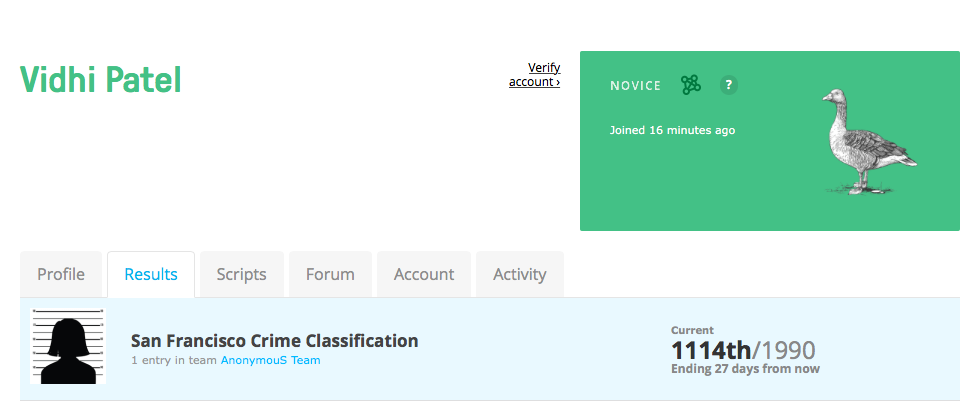 Vidhi Patel
Verify
account ›
NOVICE ?
Joined 16 minutes ago
Profile Results Scripts Forum Account Activity
San Francisco Crime Classification
1 entry in team AnonymouS Team
Current
1114th/1990
Ending 27 days from now